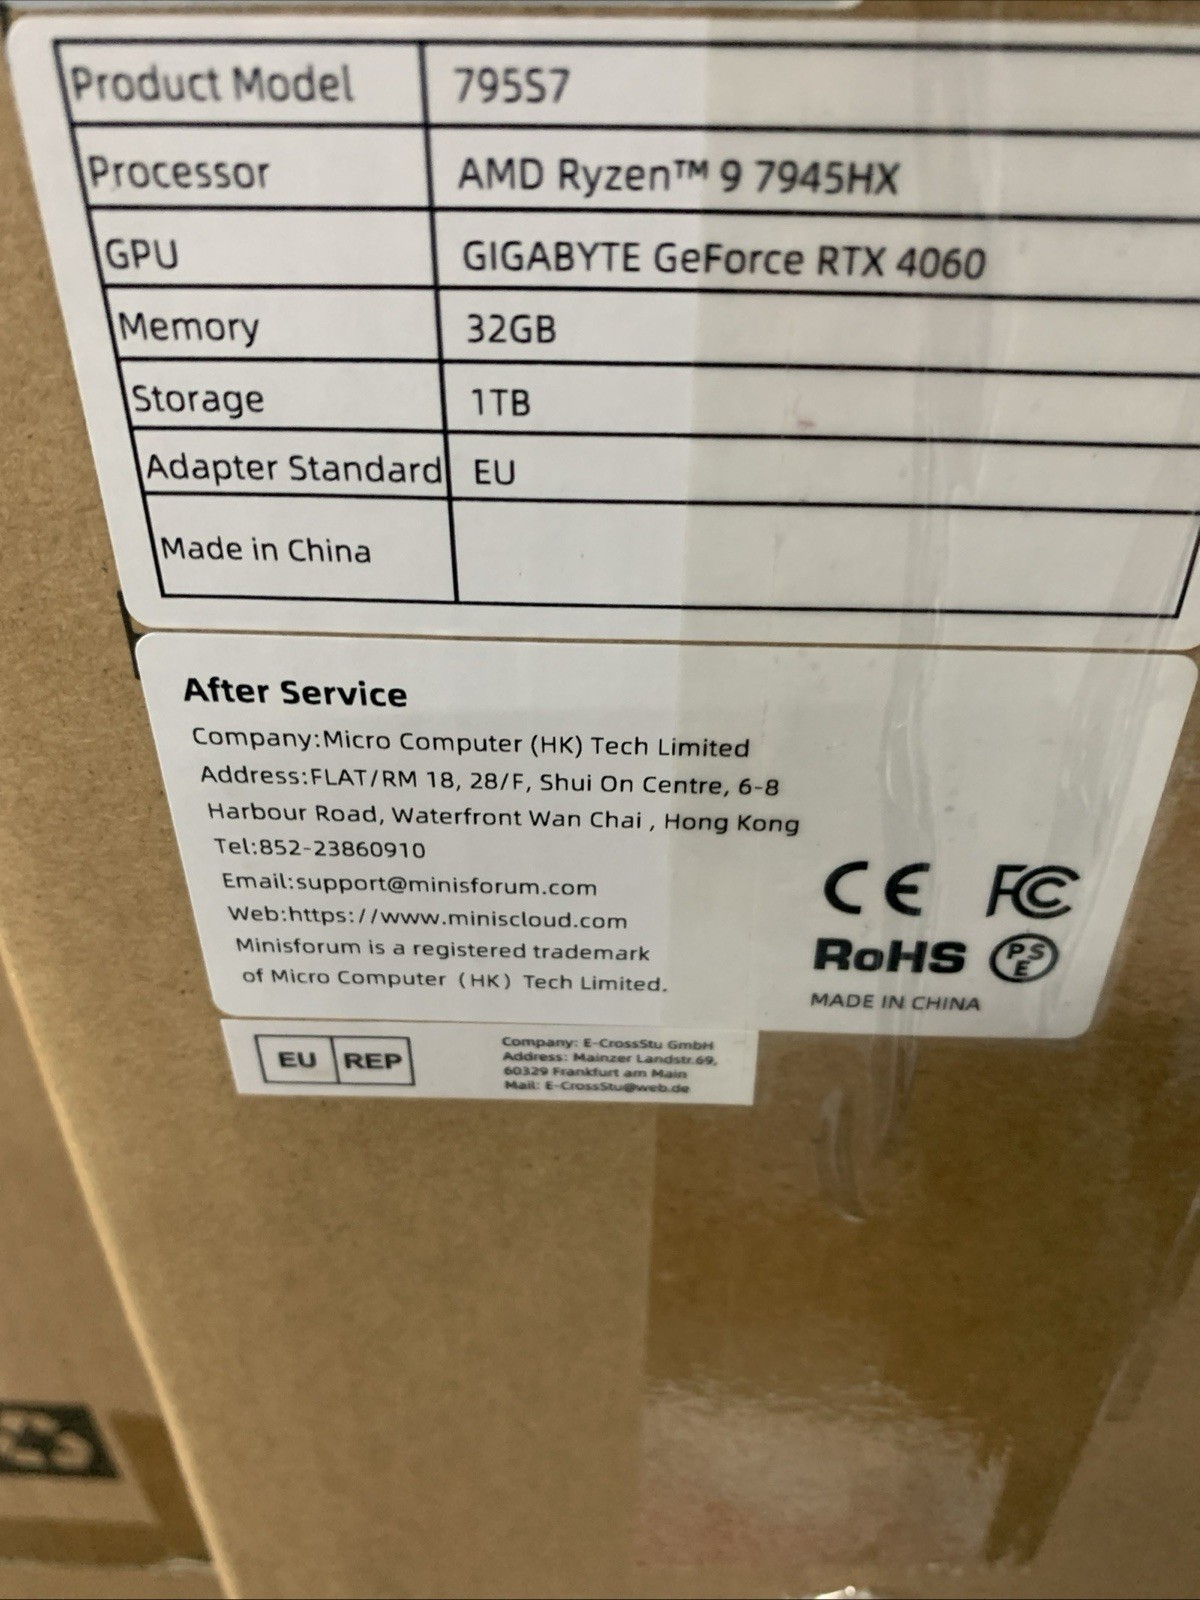 Product Model 795S7
Processor AMD Ryzen™ 9 7945HX
GPU GIGABYTE GeForce RTX 4060
Memory 32GB
Storage 1TB
Adapter Standard EU
Made in China
After Service
Company:Micro Computer (HK) Tech Limited
Address:FLAT/RM 18, 28/F, Shui On Centre, 6-8
Harbour Road, Waterfront Wan Chai , Hong Kong
Tel:852-23860910
Email:support@minisforum.com
Web:https://www.miniscloud.com
Minisforum is a registered trademark
of Micro Computer (HK) Tech Limited.
CE FC
RoHS PSE
MADE IN CHINA
EU REP
Company: E-CrossStu GmbH
Address: Mainzer Landstr.69,
60329 Frankfurt am Main
Mail: E-CrossStu@web.de